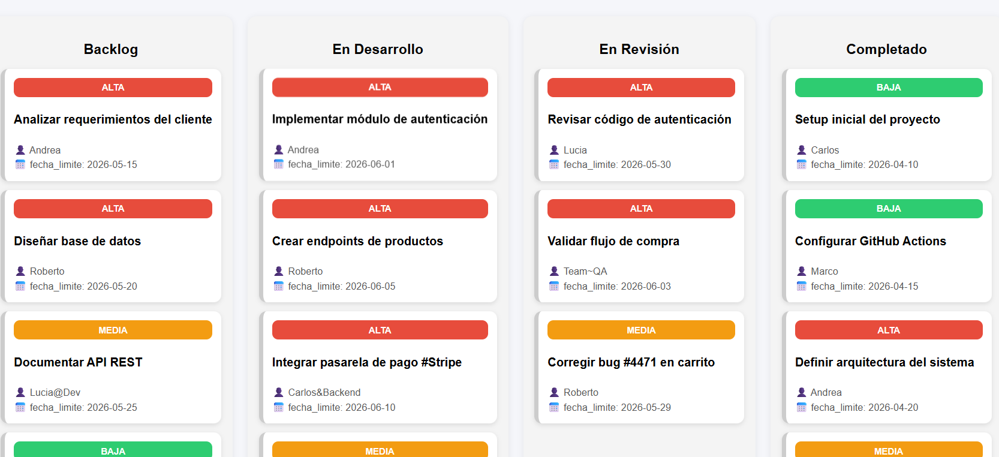 Backlog
ALTA
Analizar requerimientos del cliente
Andrea
fecha_limite: 2026-05-15
ALTA
Diseñar base de datos
Roberto
fecha_limite: 2026-05-20
MEDIA
Documentar API REST
Lucia@Dev
fecha_limite: 2026-05-25
BAJA
En Desarrollo
ALTA
Implementar módulo de autenticación
Andrea
fecha_limite: 2026-06-01
ALTA
Crear endpoints de productos
Roberto
fecha_limite: 2026-06-05
ALTA
Integrar pasarela de pago #Stripe
Carlos&Backend
fecha_limite: 2026-06-10
MEDIA
En Revisión
ALTA
Revisar código de autenticación
Lucia
fecha_limite: 2026-05-30
ALTA
Validar flujo de compra
Team~QA
fecha_limite: 2026-06-03
MEDIA
Corregir bug #4471 en carrito
Roberto
fecha_limite: 2026-05-29
Completado
BAJA
Setup inicial del proyecto
Carlos
fecha_limite: 2026-04-10
BAJA
Configurar GitHub Actions
Marco
fecha_limite: 2026-04-15
ALTA
Definir arquitectura del sistema
Andrea
fecha_limite: 2026-04-20
MEDIA